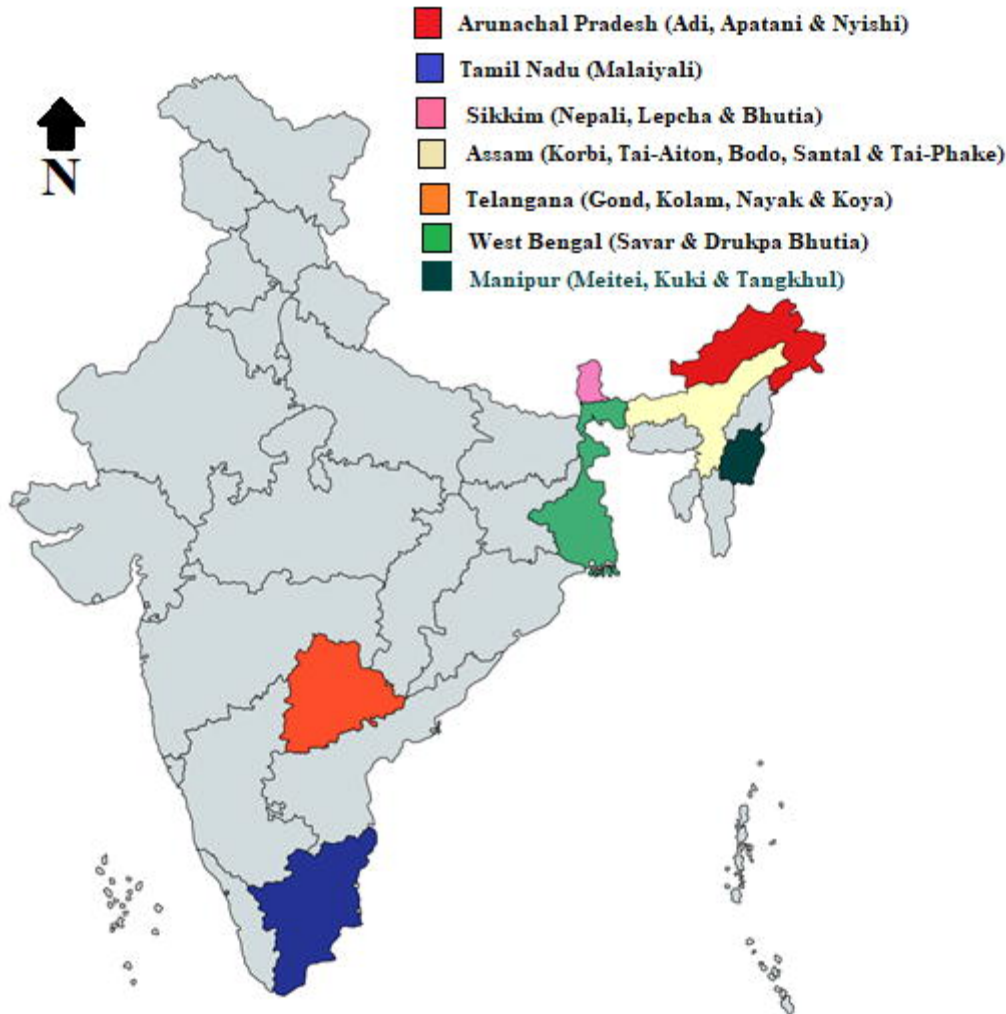 Arunachal Pradesh (Adi, Apatani & Nyishi)
Tamil Nadu (Malaiyali)
Sikkim (Nepali, Lepcha & Bhutia)
Assam (Korbi, Tai-Aiton, Bodo, Santal & Tai-Phake)
Telangana (Gond, Kolam, Nayak & Koya)
West Bengal (Savar & Drukpa Bhutia)
Manipur (Meitei, Kuki & Tangkhul)
N